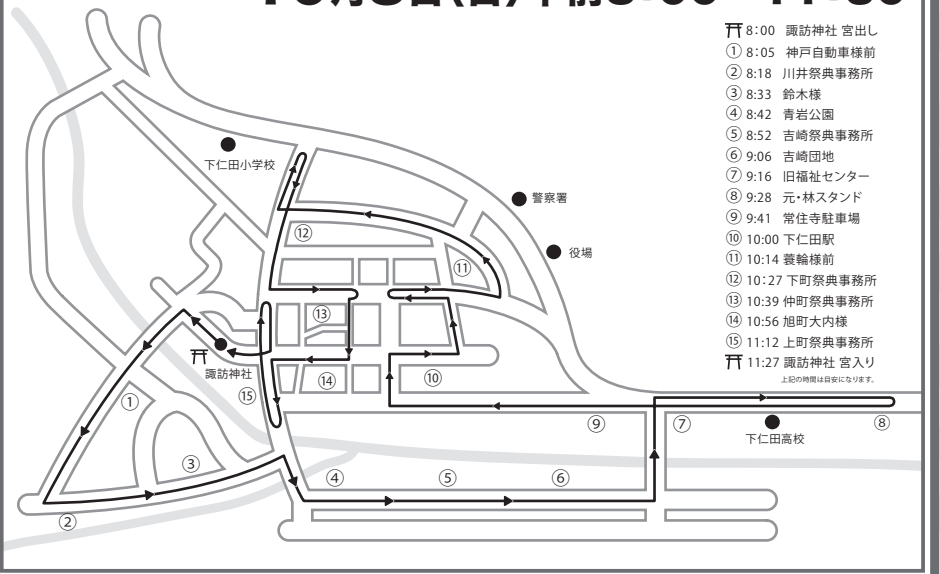 ⛩ 8：00 諏訪神社 宮出し
① 8：05 神戸自動車様前
② 8:18 川井祭典事務所
③ 8:33 鈴木様
④ 8:42 青岩公園
⑤ 8:52 吉崎祭典事務所
⑥ 9:06 吉崎団地
⑦ 9:16 旧福祉センター
⑧ 9:28 元・林スタンド
⑨ 9:41 常住寺駐車場
⑩ 10:00 下仁田駅
⑪ 10:14 蓑輪様前
⑫ 10：27 下町祭典事務所
⑬ 10:39 仲町祭典事務所
⑭ 10:56 旭町大内様
⑮ 11:12 上町祭典事務所
⛩ 11:27 諏訪神社 宮入り
上記の時間は目安になります。
下仁田小学校
警察署
役場
⑫
⑪
⑬
諏訪神社
⑭
⑩
⑮
①
⑨
⑦
⑧
下仁田高校
③
④
⑤
⑥
②